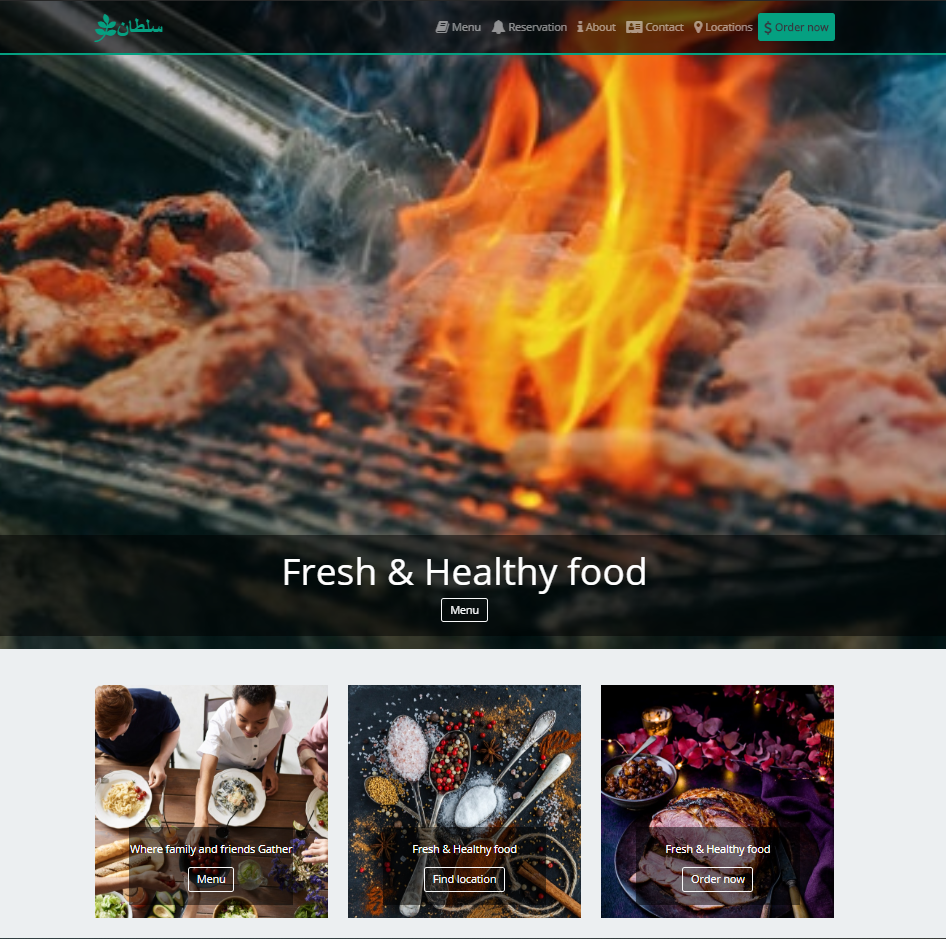 سلطان
Menu Reservation About Contact Locations Order now
Fresh & Healthy food
Menu
Where family and friends Gather
Menu
Fresh & Healthy food
Find location
Fresh & Healthy food
Order now